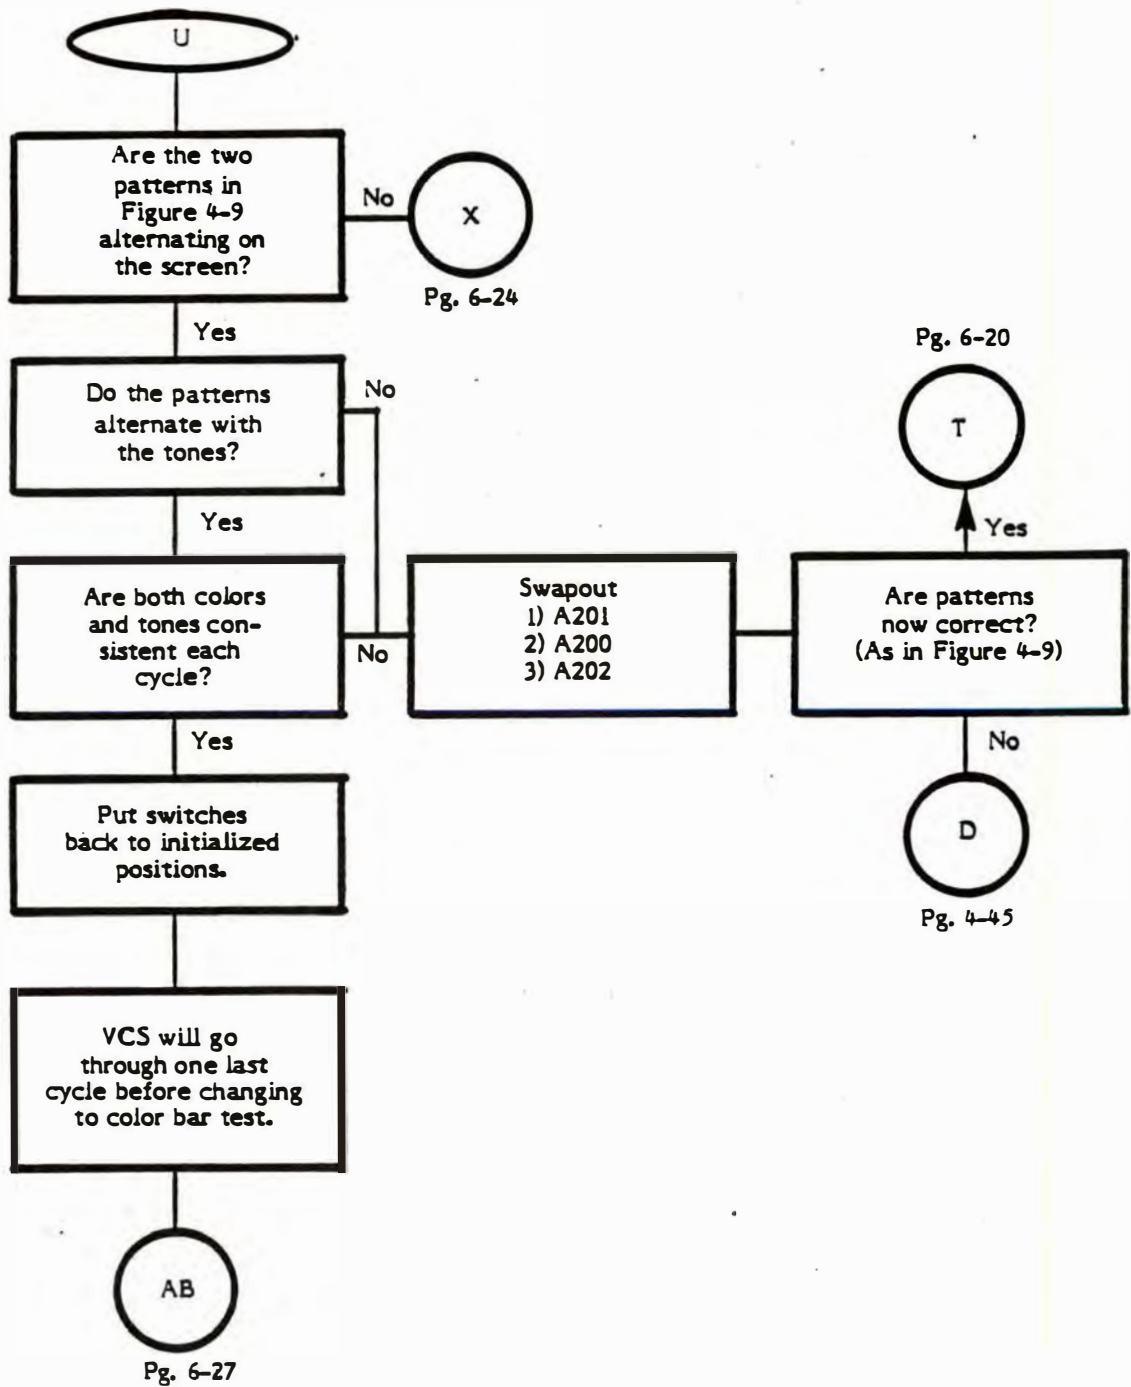 U
Are the two
patterns in
Figure 4-9
alternating on
the screen?
No
X
Pg. 6-24
Yes
Do the patterns
alternate with
the tones?
No
Yes
Are both colors
and tones con-
sistent each
cycle?
No
Swapout
1) A201
2) A200
3) A202
Are patterns
now correct?
(As in Figure 4-9)
Yes
T
Pg. 6-20
No
D
Pg. 4-45
Yes
Put switches
back to initialized
positions.
VCS will go
through one last
cycle before changing
to color bar test.
AB
Pg. 6-27